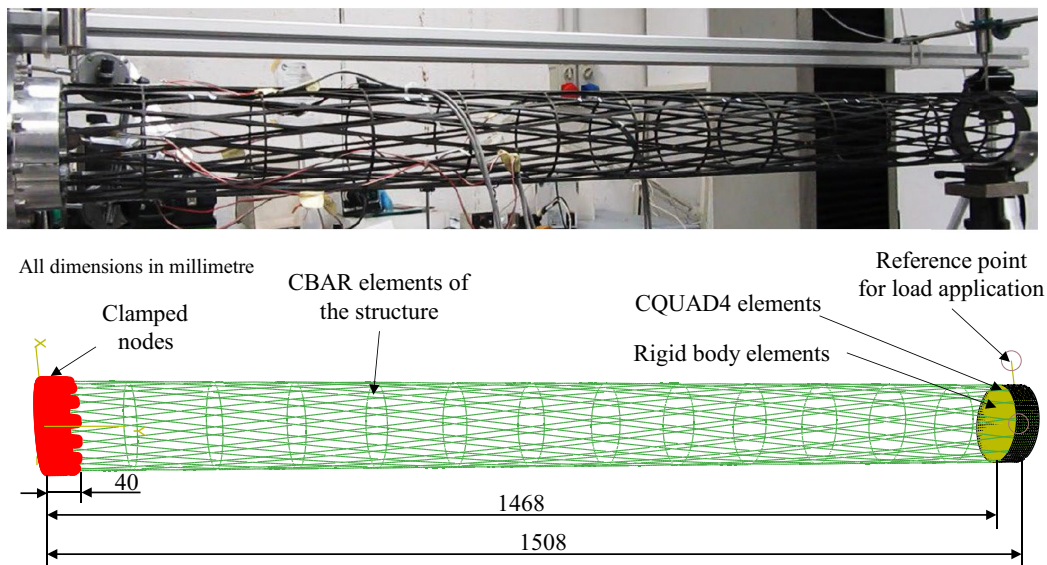 All dimensions in millimetre
Clamped
nodes
CBAR elements of
the structure
Reference point
for load application
CQUAD4 elements
Rigid body elements
X
40
1468
1508